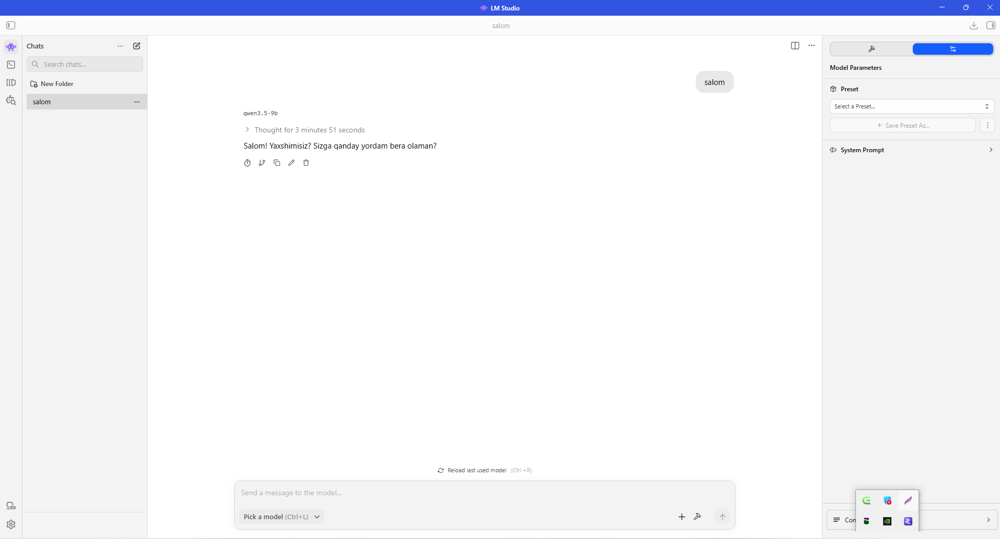 LM Studio
salom
Chats
Search chats...
New Folder
salom
salom
qwen3.5-9b
Thought for 3 minutes 51 seconds
Salom! Yaxshimisiz? Sizga qanday yordam bera olaman?
Reload last used model (Ctrl +R)
Send a message to the model...
Pick a model (Ctrl+L)
Model Parameters
Preset
Select a Preset...
Save Preset As...
System Prompt